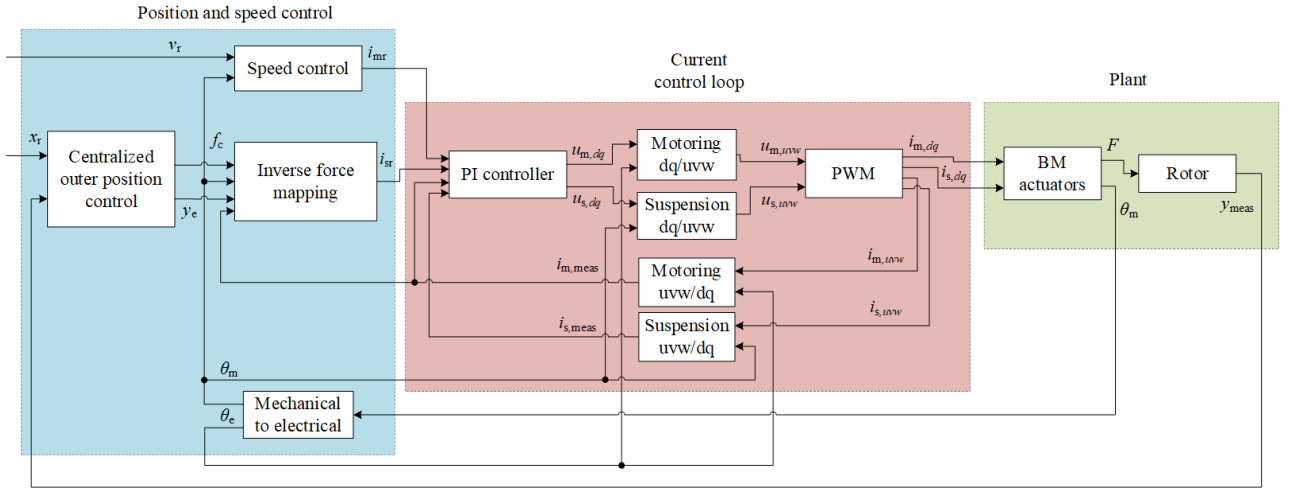 Position and speed control
v_r
Speed control
i_mr
Current
control loop
Plant
x_r
Centralized
outer position
control
f_c
y_e
Inverse force
mapping
i_sr
PI controller
u_m,dq
u_s,dq
Motoring
dq/uvw
Suspension
dq/uvw
u_m,uvw
u_s,uvw
PWM
i_m,dq
i_s,dq
BM
actuators
F
θ_m
Rotor
y_meas
i_m,meas
Motoring
uvw/dq
i_m,uvw
i_s,meas
Suspension
uvw/dq
i_s,uvw
θ_m
θ_e
Mechanical
to electrical